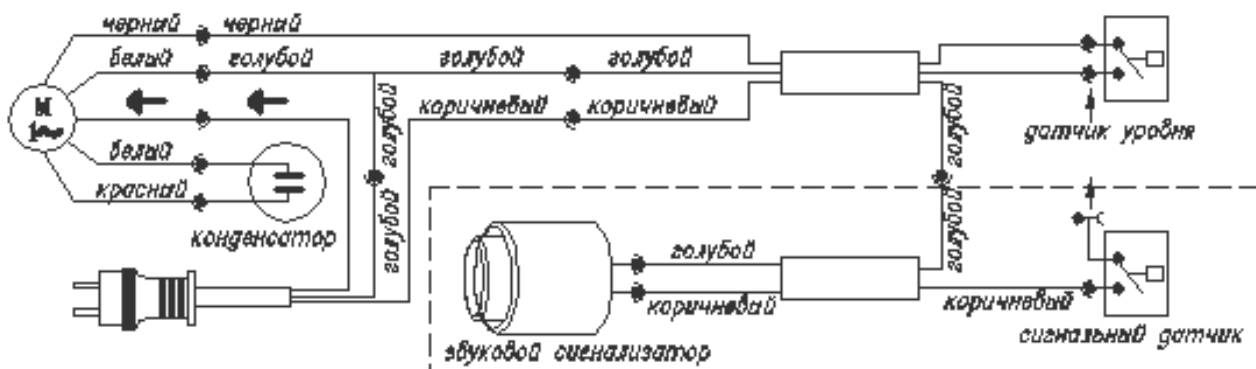 черный черный
белый голубой голубой голубой
М
1~
коричневый коричневый
голубой
голубой
голубой
голубой
голубой
датчик уровня
белый
красный
конденсатор
голубой
коричневый
коричневый
звуковой сигнализатор
сигнальный датчик